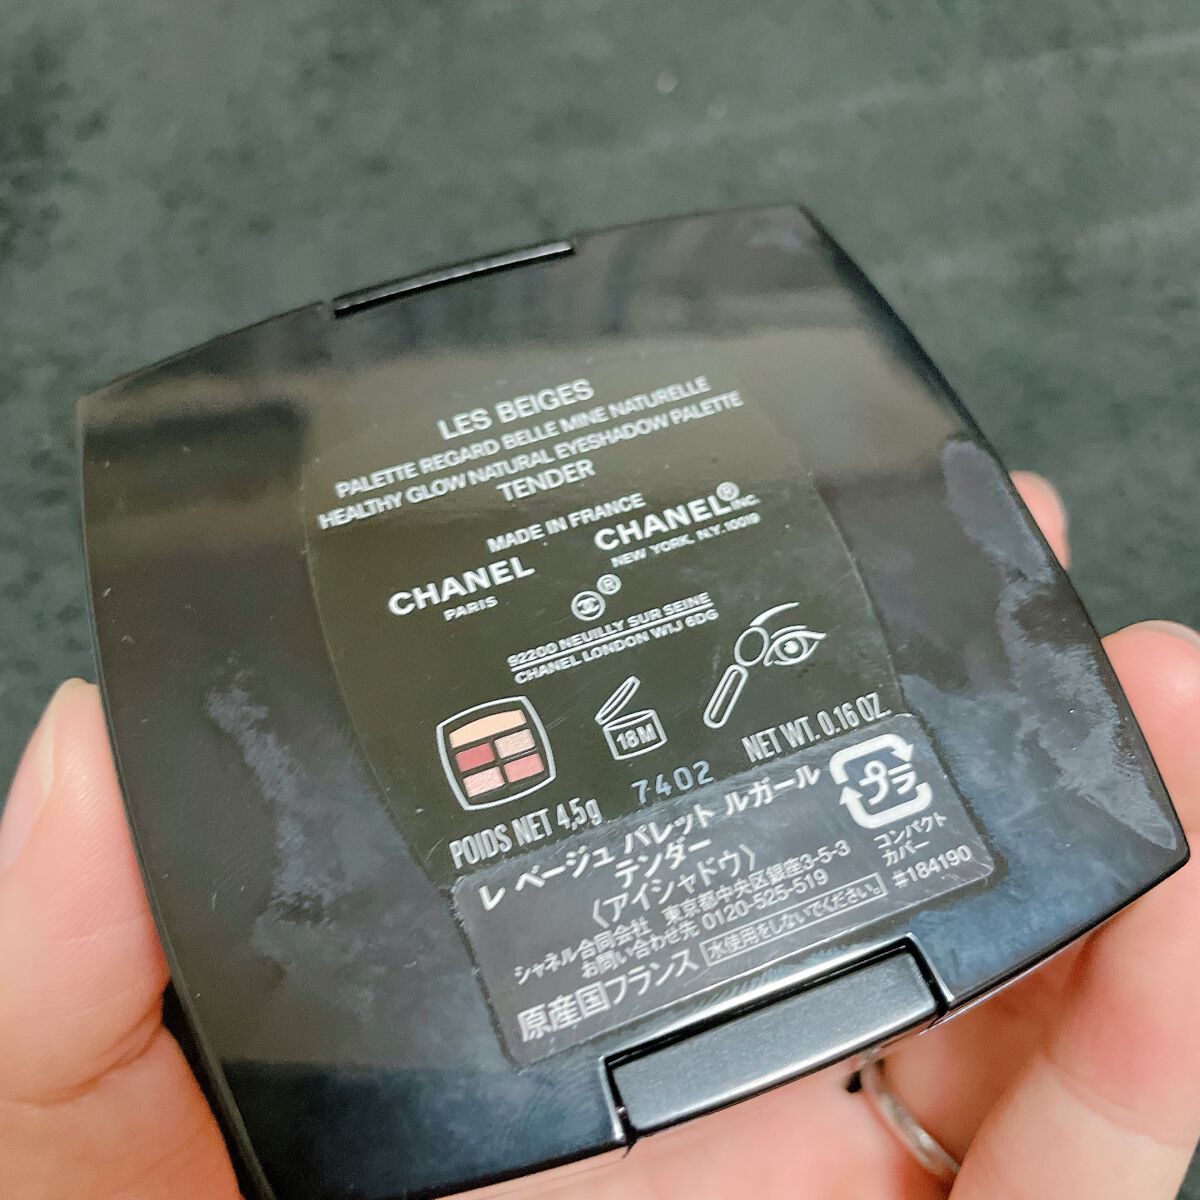 LES BEIGES
PALETTE REGARD BELLE MINE NATURELLE
HEALTHY GLOW NATURAL EYESHADOW PALETTE
TENDER
MADE IN FRANCE
CHANEL
PARIS
CHANEL® INC.
NEW YORK, N.Y. 10019
®
92200 NEUILLY SUR SEINE
CHANEL LONDON W1J 6DG
18 M
POIDS NET 4,5g
7402
NET WT. 0.16 OZ.
レ ベージュ パレット ルガール
テンダー
〈アイシャドウ〉
シャネル合同会社 東京都中央区銀座3-5-3
お問い合わせ先 0120-525-519
原産国フランス 水使用をしないでください。
プラ
コンパクト
カバー
#184190